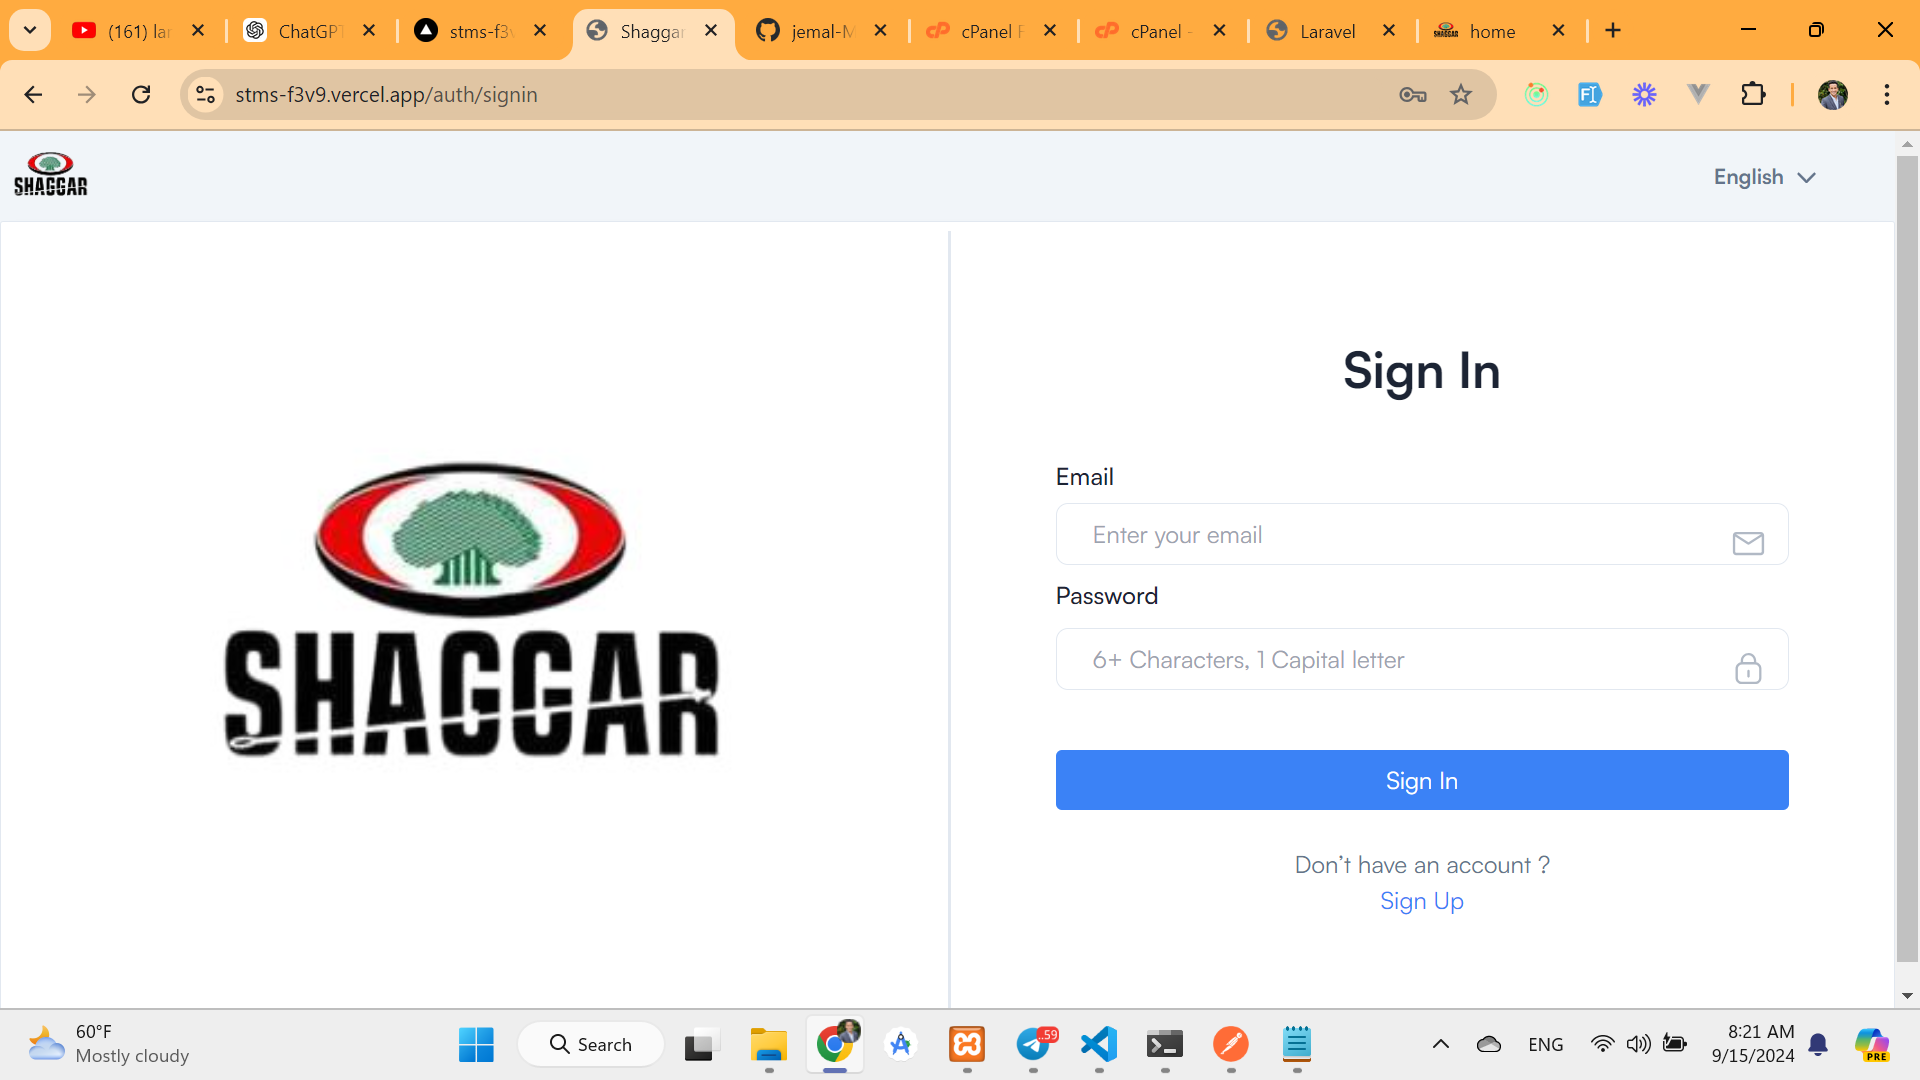 (161) lar
ChatGPT
stms-f3v
Shaggar
jemal-M
cPanel F
cPanel -
Laravel
home
stms-f3v9.vercel.app/auth/signin
SHAGGAR
English
SHAGGAR
Sign In
Email
Enter your email
Password
6+ Characters, 1 Capital letter
Sign In
Don’t have an account ?
Sign Up
60°F
Mostly cloudy
Search
59
ENG
8:21 AM
9/15/2024
PRE